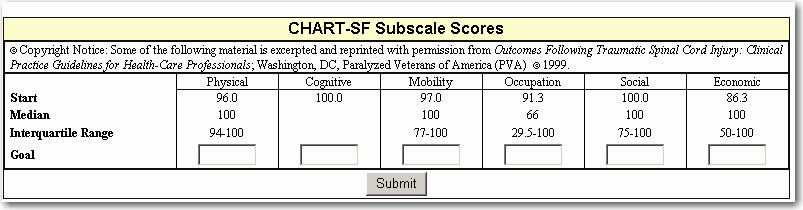 CHART-SF Subscale Scores
© Copyright Notice: Some of the following material is excerpted and reprinted with permission from Outcomes Following Traumatic Spinal Cord Injury: Clinical
Practice Guidelines for Health-Care Professionals; Washington, DC, Paralyzed Veterans of America (PVA) © 1999.
Physical Cognitive Mobility Occupation Social Economic
Start 96.0 100.0 97.0 91.3 100.0 86.3
Median 100 100 66 100 100
Interquartile Range 94-100 77-100 29.5-100 75-100 50-100
Goal
Submit